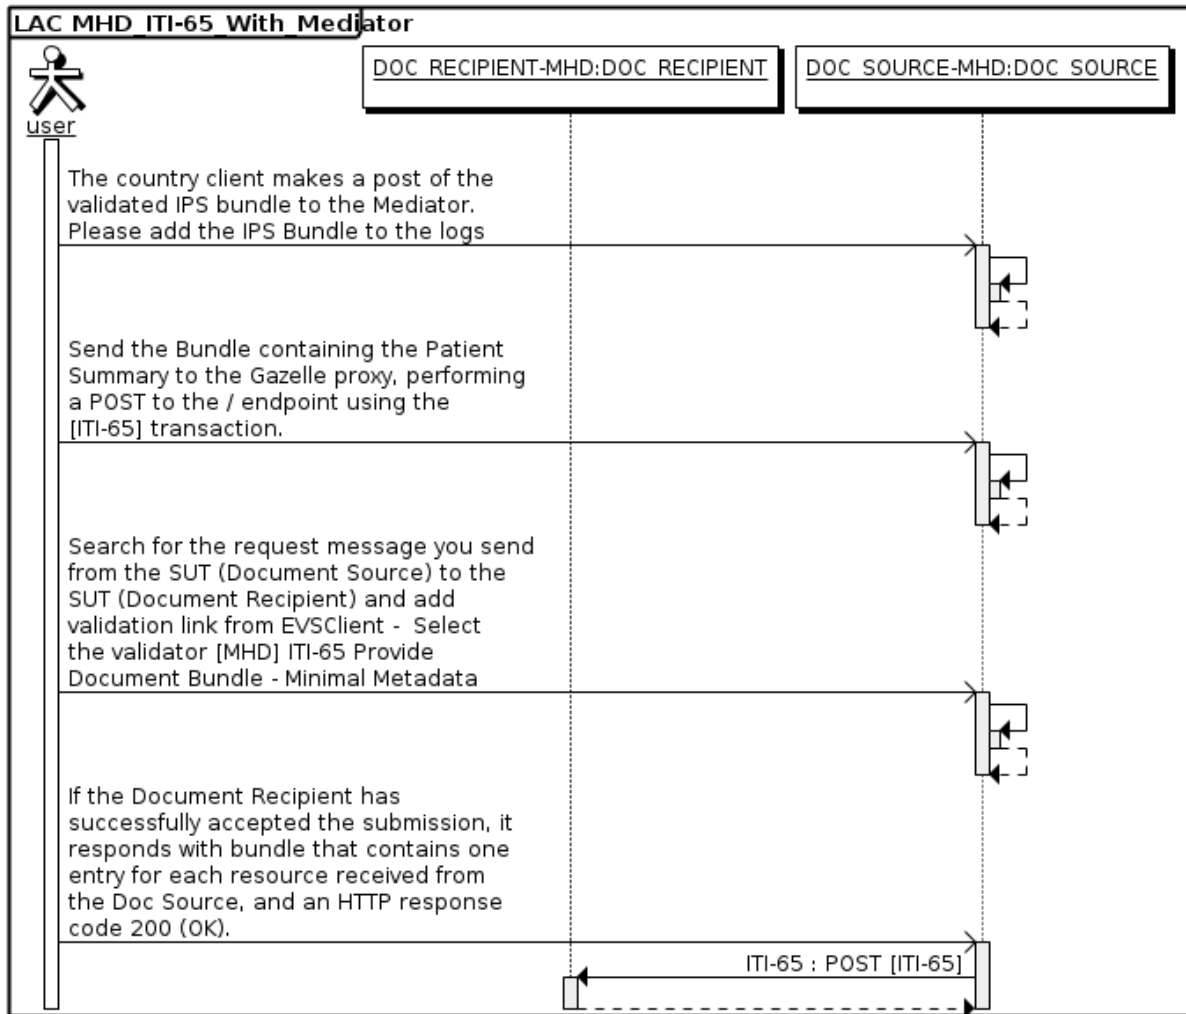 LAC MHD_ITI-65_With_Mediator
user
DOC_RECIPIENT-MHD:DOC_RECIPIENT
DOC_SOURCE-MHD:DOC_SOURCE
The country client makes a post of the
validated IPS bundle to the Mediator.
Please add the IPS Bundle to the logs
Send the Bundle containing the Patient
Summary to the Gazelle proxy, performing
a POST to the / endpoint using the
[ITI-65] transaction.
Search for the request message you send
from the SUT (Document Source) to the
SUT (Document Recipient) and add
validation link from EVSClient -  Select
the validator [MHD] ITI-65 Provide
Document Bundle - Minimal Metadata
If the Document Recipient has
successfully accepted the submission, it
responds with bundle that contains one
entry for each resource received from
the Doc Source, and an HTTP response
code 200 (OK).
ITI-65 : POST [ITI-65]